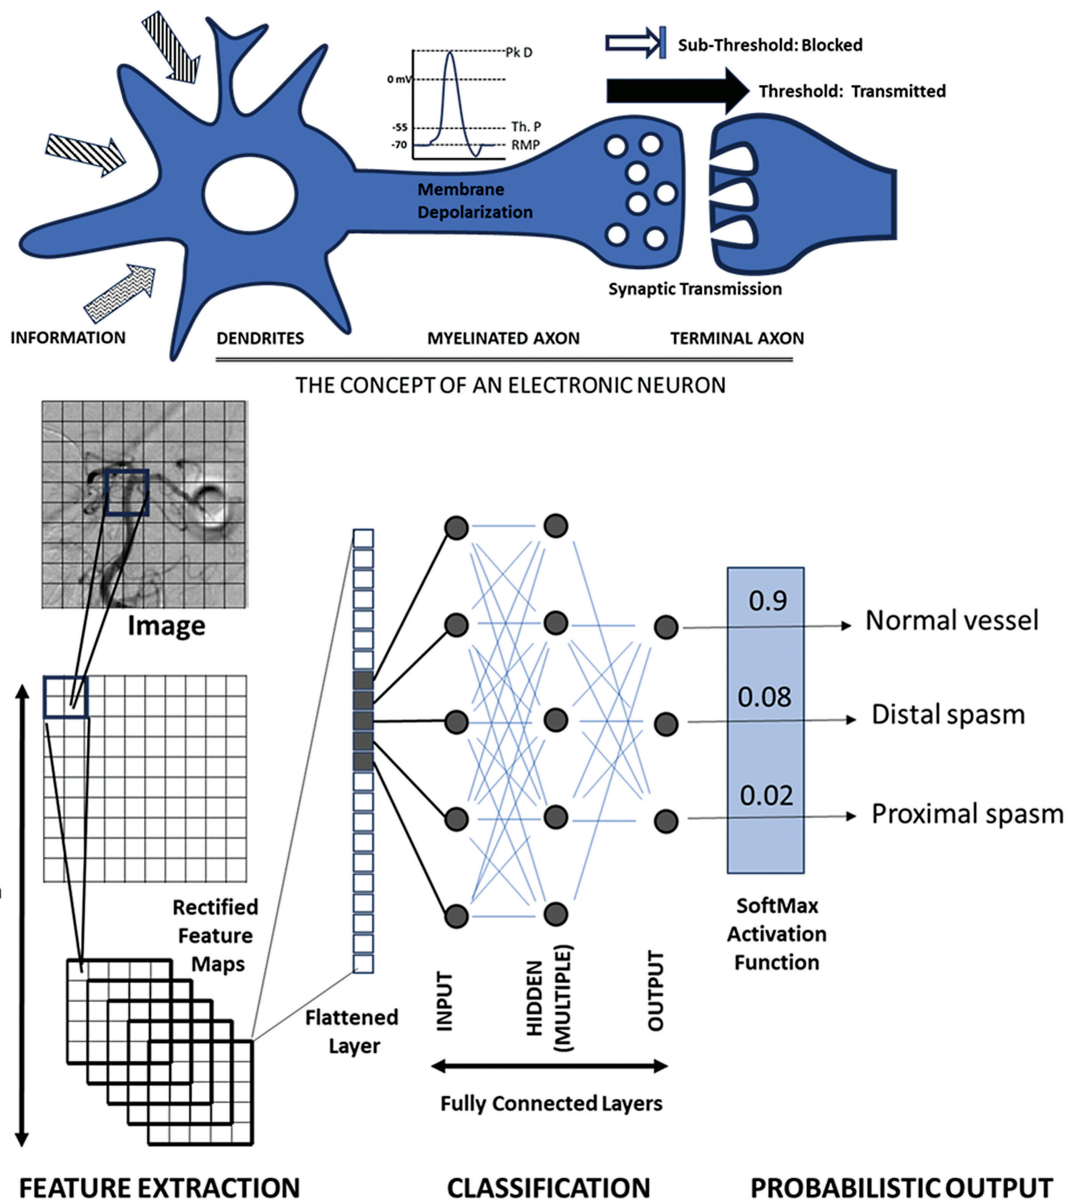 Pk D
0 mV
-55
Th. P
-70
RMP
Sub-Threshold: Blocked
Threshold: Transmitted
Membrane
Depolarization
Synaptic Transmission
INFORMATION
DENDRITES
MYELINATED AXON
TERMINAL AXON
THE CONCEPT OF AN ELECTRONIC NEURON
Image
Rectified
Feature
Maps
Flattened
Layer
INPUT
HIDDEN
(MULTIPLE)
OUTPUT
Fully Connected Layers
0.9
Normal vessel
0.08
Distal spasm
0.02
Proximal spasm
SoftMax
Activation
Function
FEATURE EXTRACTION
CLASSIFICATION
PROBABILISTIC OUTPUT